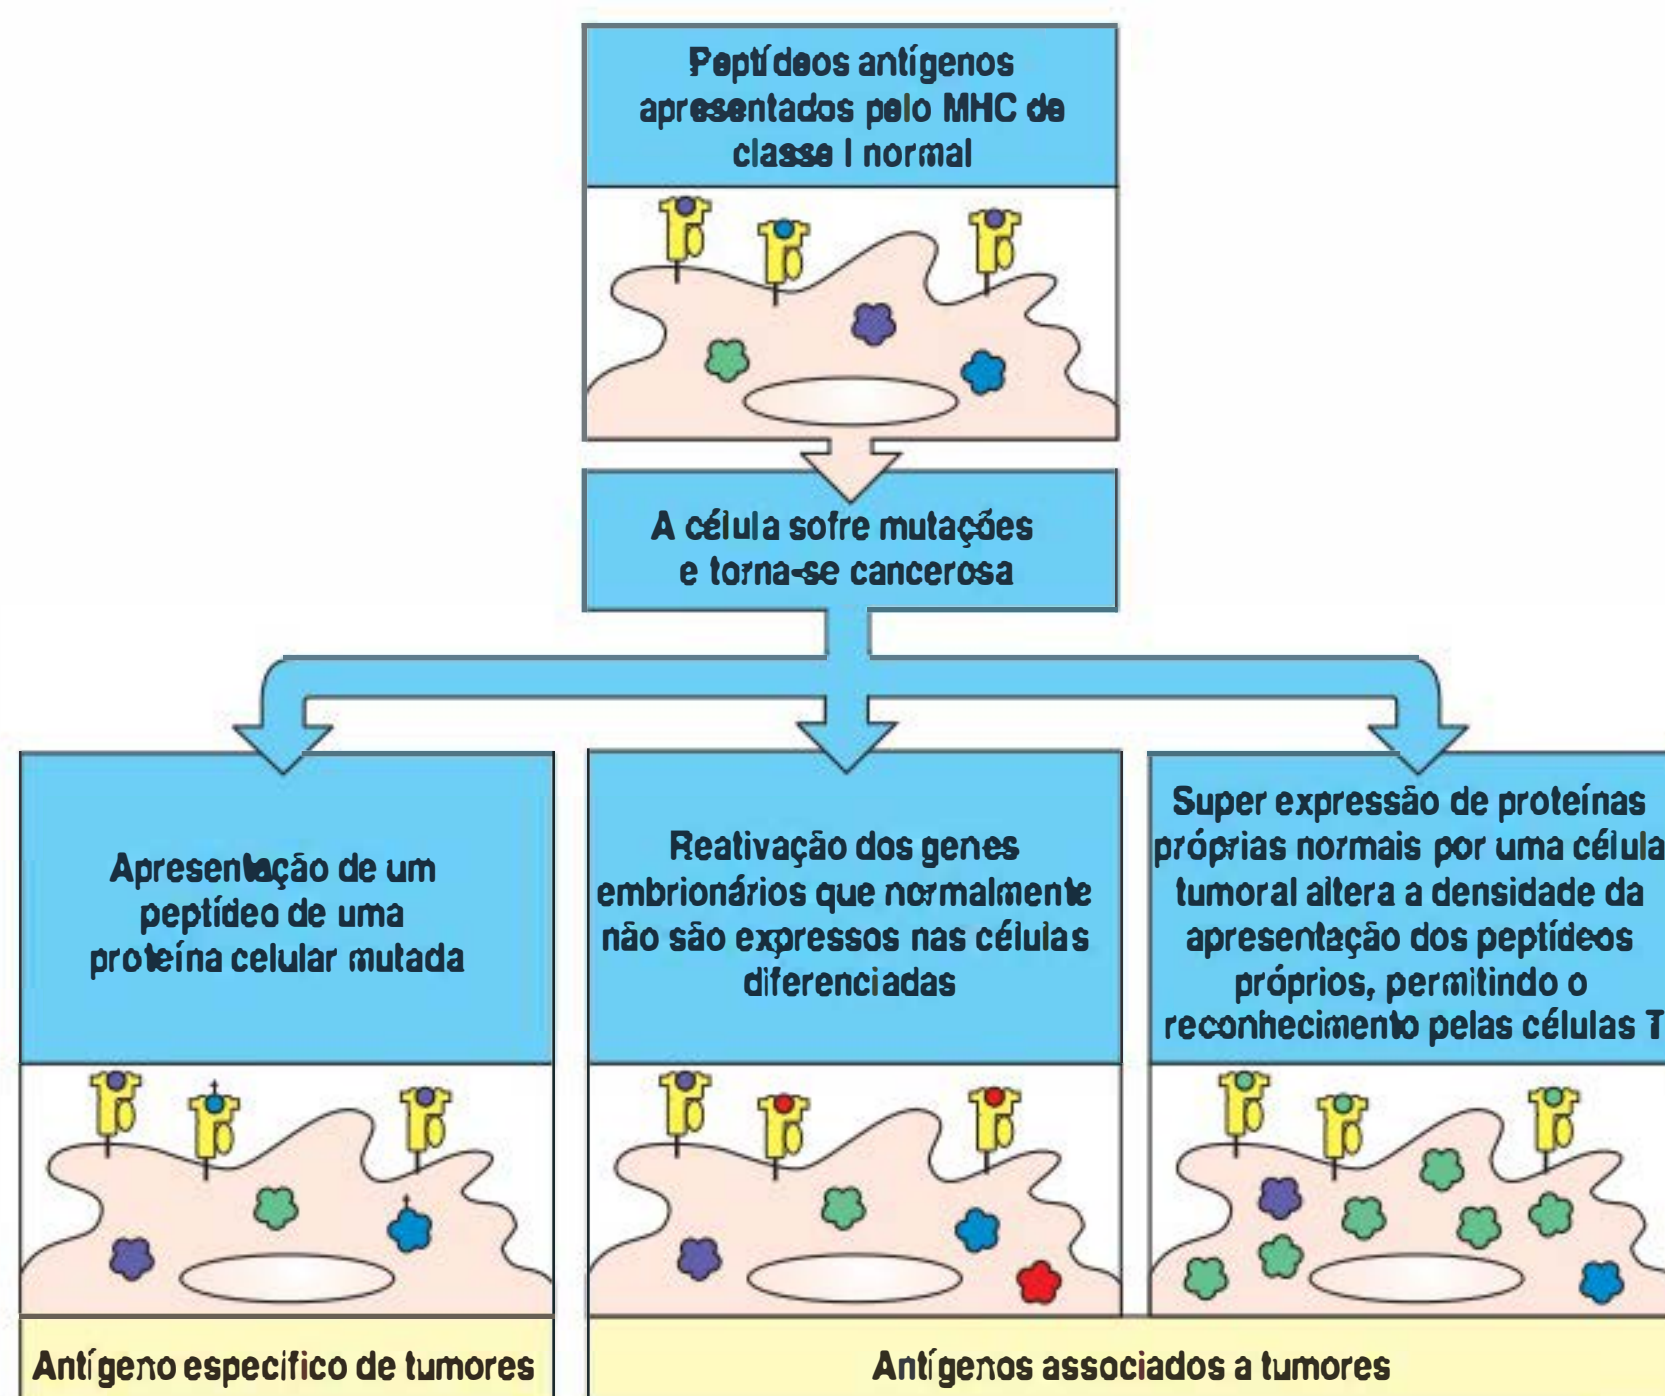 Peptídeos antígenos
apresentados pelo MHC de
classe I normal
A célula sofre mutações
e torna-se cancerosa
Apresentação de um
peptídeo de uma
proteína celular mutada
Reativação dos genes
embrionários que normalmente
não são expressos nas células
diferenciadas
Super expressão de proteínas
próprias normais por uma célula
tumoral altera a densidade da
apresentação dos peptídeos
próprios, permitindo o
reconhecimento pelas células T
Antígeno específico de tumores
Antígenos associados a tumores